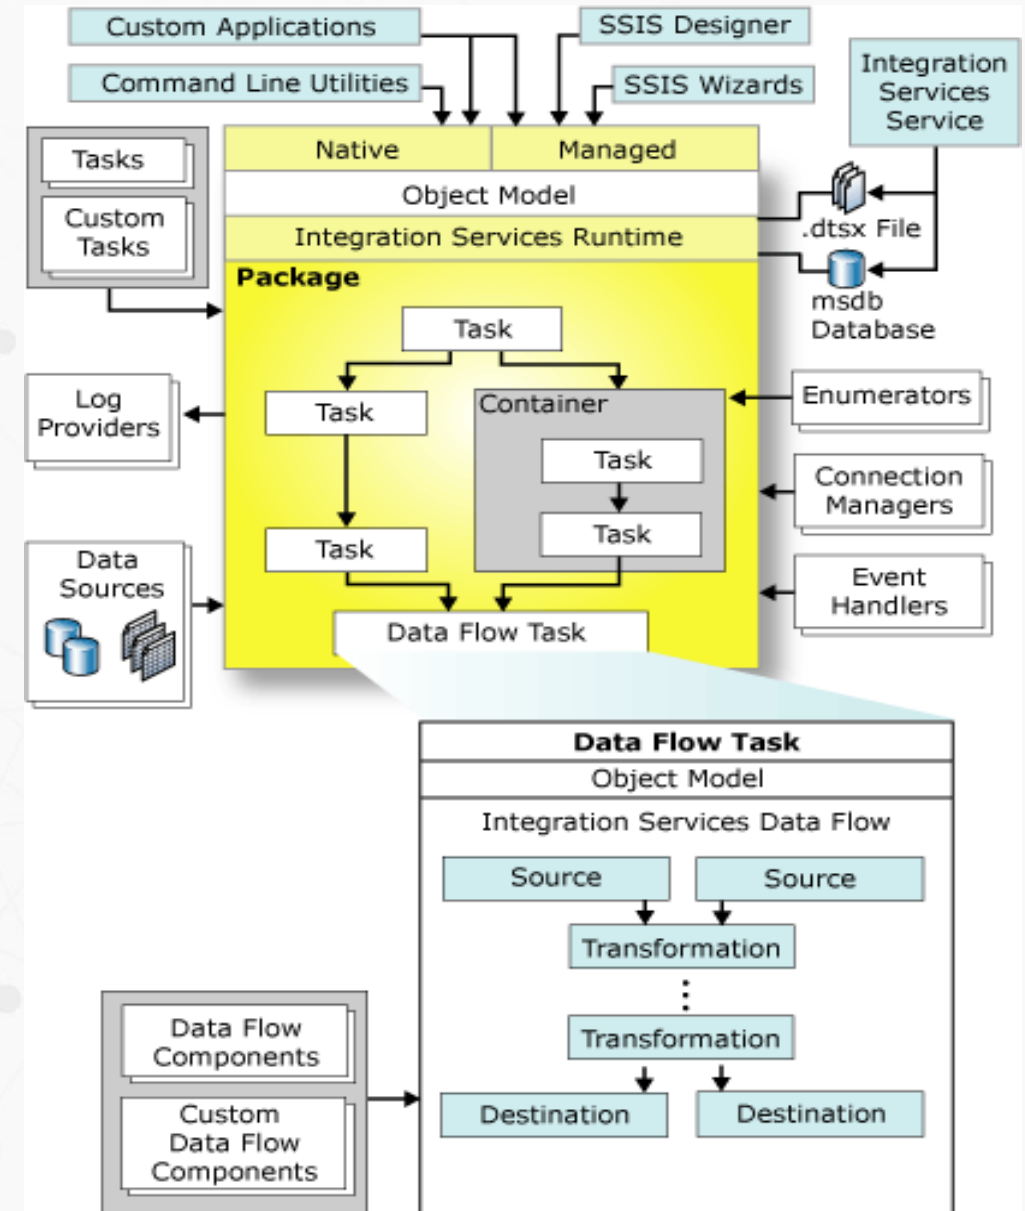 Custom Applications
SSIS Designer
Command Line Utilities
SSIS Wizards
Integration
Services
Service
Tasks
Custom
Tasks
Native
Managed
Object Model
Integration Services Runtime
.dtsx File
msdb
Database
Package
Task
Task
Container
Task
Task
Task
Data Flow Task
Log
Providers
Data
Sources
Enumerators
Connection
Managers
Event
Handlers
Data Flow Task
Object Model
Integration Services Data Flow
Source
Source
Transformation
Transformation
Destination
Destination
Data Flow
Components
Custom
Data Flow
Components